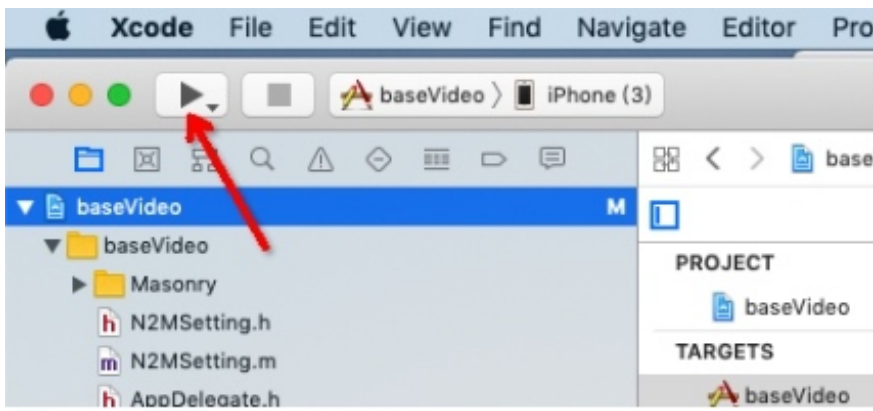 Xcode File Edit View Find Navigate Editor Pro
baseVideo 〉 iPhone (3)
base
baseVideo M
baseVideo
Masonry
h N2MSetting.h
m N2MSetting.m
h AppDelegate.h
PROJECT
baseVideo
TARGETS
baseVideo